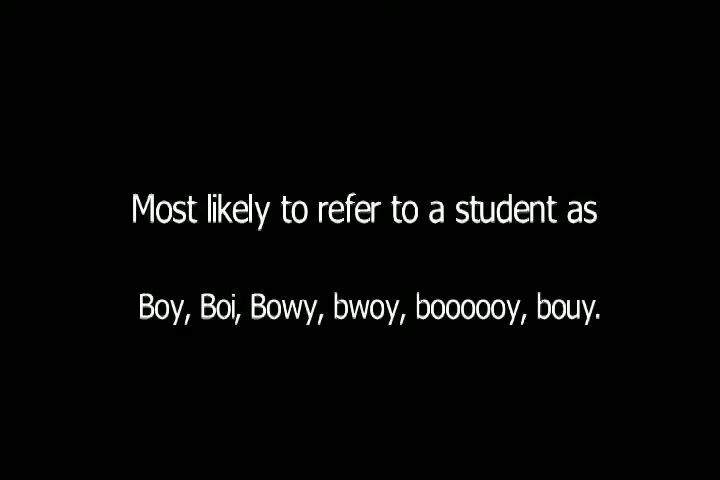 Most likely to refer to a student as
Boy, Boi, Bowy, bwoy, boooooy, bouy.